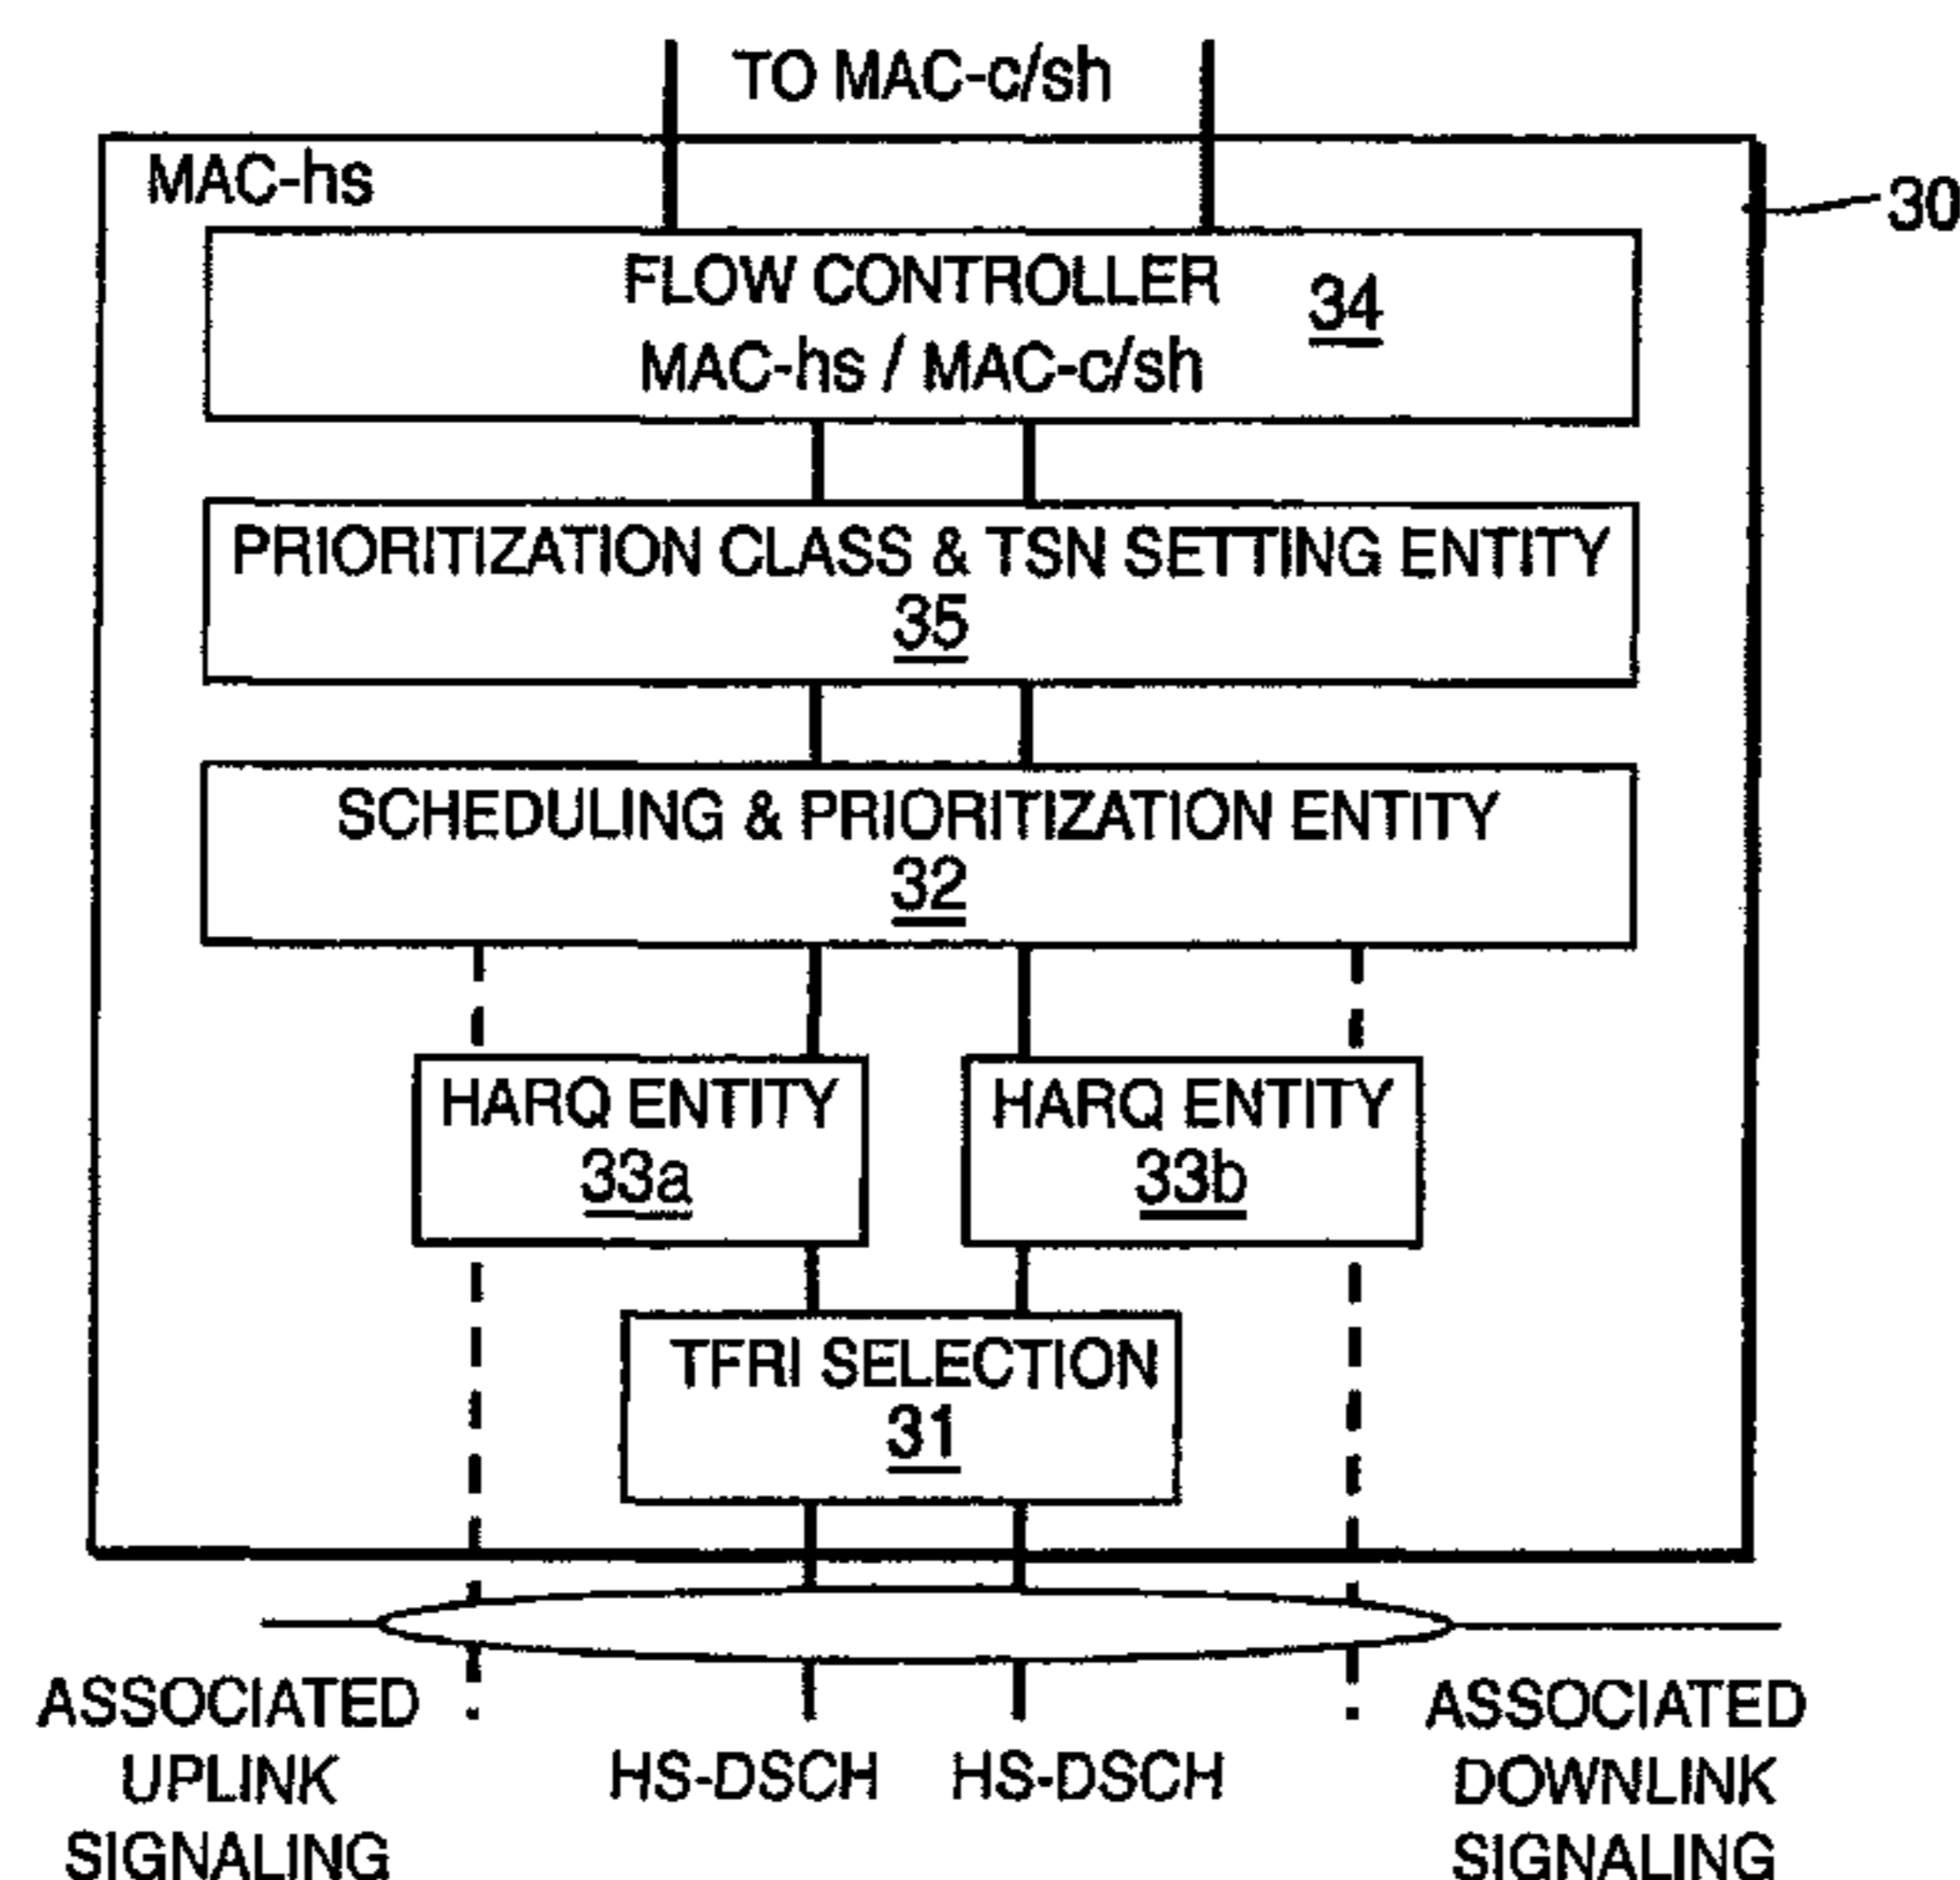 TO MAC-c/sh
MAC-hs
30
FLOW CONTROLLER
34
MAC-hs / MAC-c/sh
PRIORITIZATION CLASS & TSN SETTING ENTITY
35
SCHEDULING & PRIORITIZATION ENTITY
32
HARQ ENTITY
33a
HARQ ENTITY
33b
TFRI SELECTION
31
ASSOCIATED
UPLINK
SIGNALING
HS-DSCH
HS-DSCH
ASSOCIATED
DOWNLINK
SIGNALING